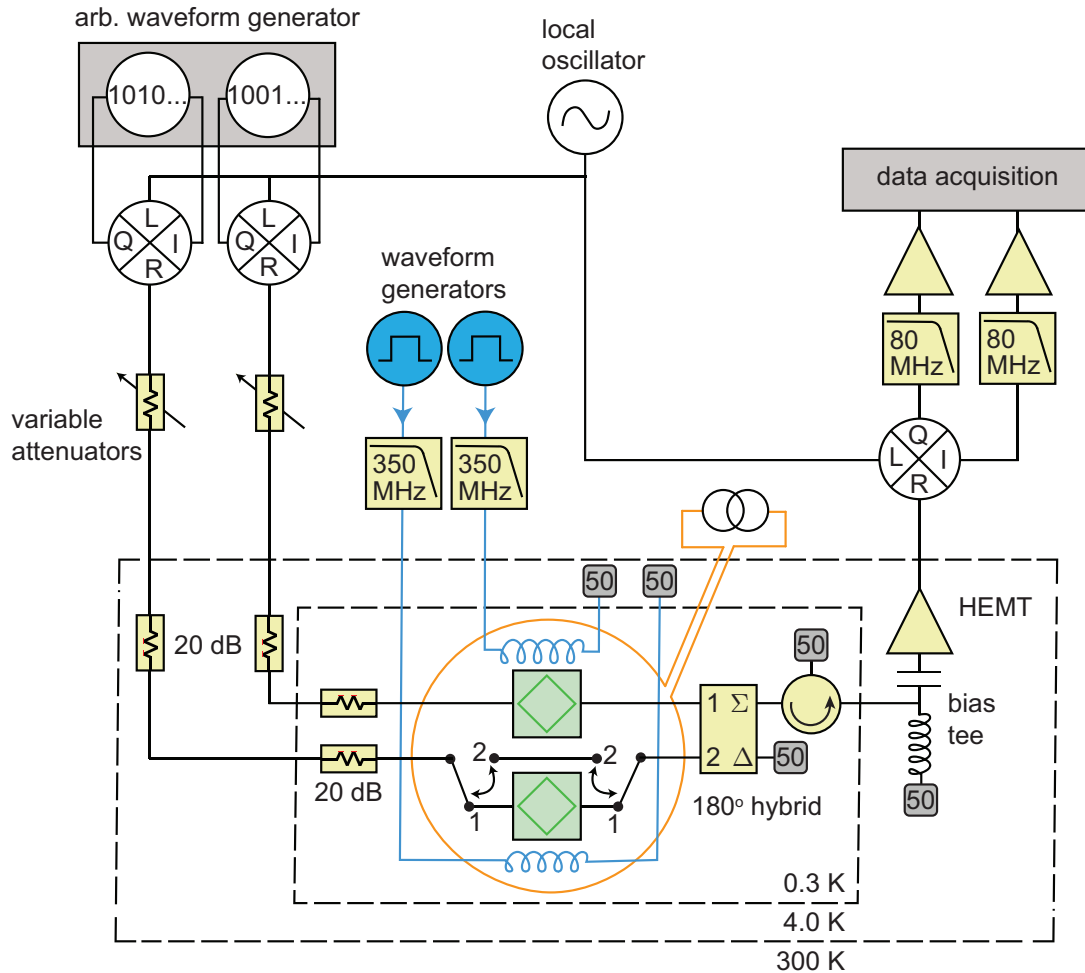 arb. waveform generator
1010...
1001...
local
oscillator
data acquisition
L
Q I
R
L
Q I
R
waveform
generators
80
MHz
80
MHz
variable
attenuators
350
MHz
350
MHz
Q
L I
R
50
50
HEMT
20 dB
50
1 Σ
2 Δ
bias
tee
50
2
2
20 dB
1
1
180º hybrid
50
0.3 K
4.0 K
300 K